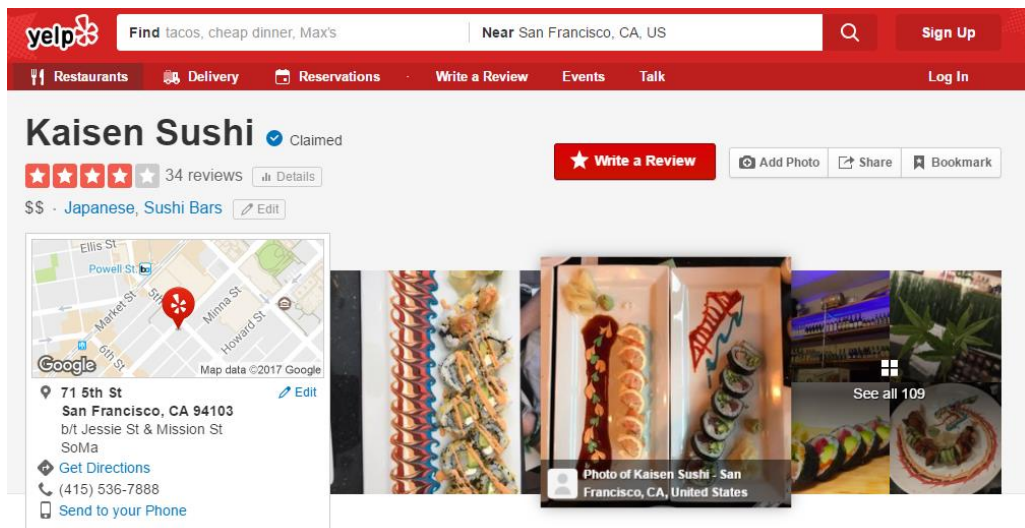 yelp
Find tacos, cheap dinner, Max's
Near San Francisco, CA, US
Sign Up
Restaurants Delivery Reservations · Write a Review Events Talk Log In
Kaisen Sushi Claimed
34 reviews Details
Write a Review Add Photo Share Bookmark
$$ · Japanese, Sushi Bars Edit
Ellis St
Powell St.
5th
Minna St
Market St
Howard St
6th St
Google
Map data ©2017 Google
71 5th St Edit
San Francisco, CA 94103
b/t Jessie St & Mission St
SoMa
Get Directions
(415) 536-7888
Send to your Phone
Photo of Kaisen Sushi - San
Francisco, CA, United States
See all 109